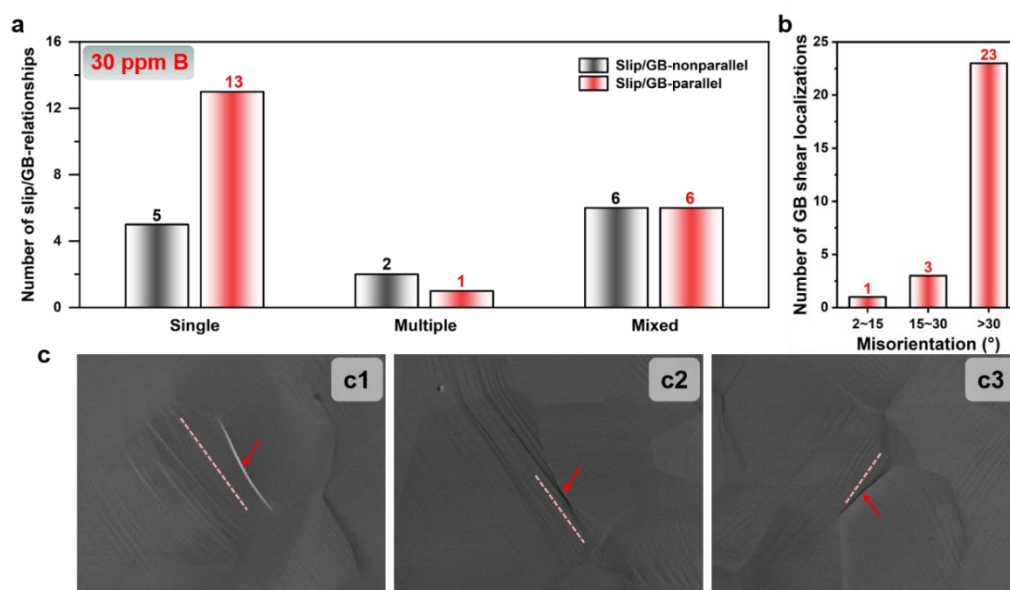 a
30 ppm B
Number of slip/GB-relationships
16
12
8
4
0
Slip/GB-nonparallel
Slip/GB-parallel
5
13
2
1
6
6
Single
Multiple
Mixed
b
Number of GB shear localizations
25
20
15
10
5
0
1
3
23
2~15
15~30
>30
Misorientation (°)
c
c1
c2
c3